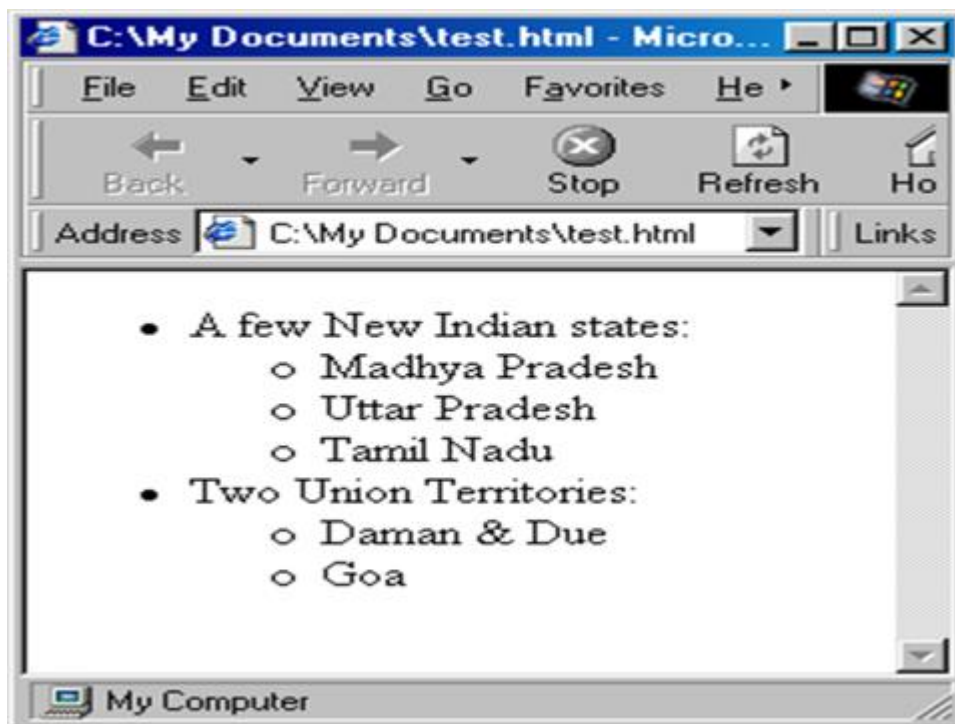 C:\My Documents\test.html - Micro...
File Edit View Go Favorites He
Back Forward Stop Refresh Ho
Address C:\My Documents\test.html Links
A few New Indian states:
Madhya Pradesh
Uttar Pradesh
Tamil Nadu
Two Union Territories:
Daman & Due
Goa
My Computer